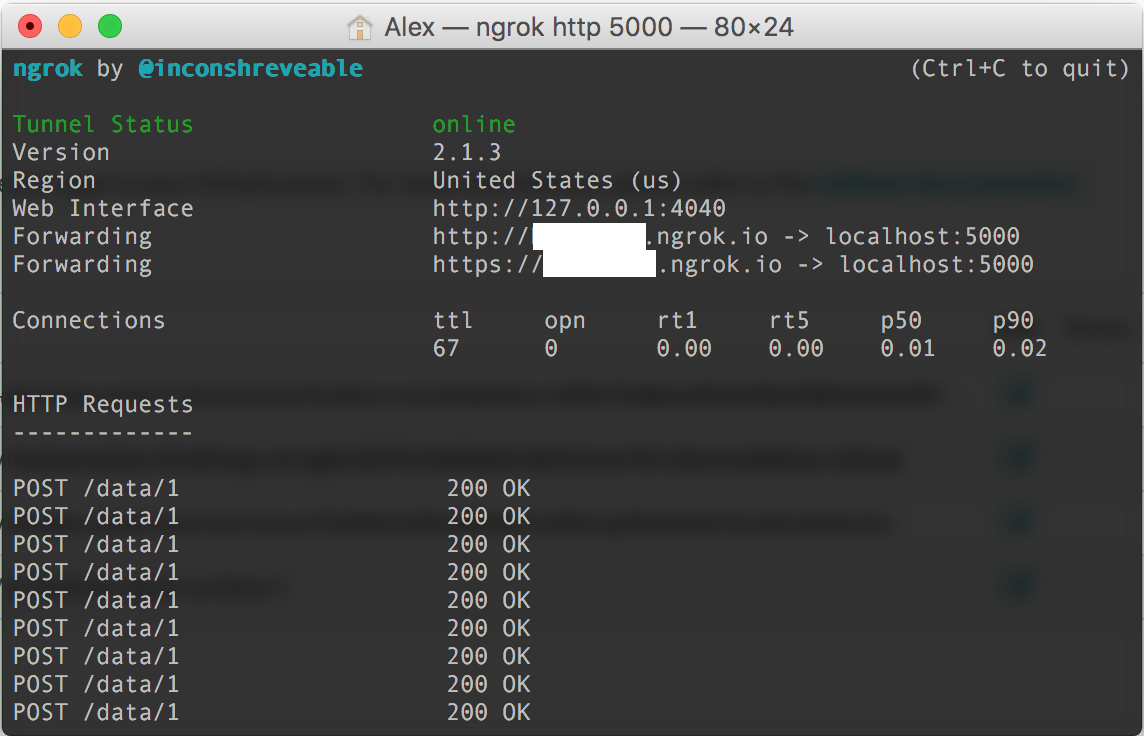 Alex — ngrok http 5000 — 80×24
ngrok by @inconshreveable (Ctrl+C to quit)
Tunnel Status online
Version 2.1.3
Region United States (us)
Web Interface http://127.0.0.1:4040
Forwarding http:// .ngrok.io -> localhost:5000
Forwarding https:// .ngrok.io -> localhost:5000
Connections ttl opn rt1 rt5 p50 p90
67 0 0.00 0.00 0.01 0.02
HTTP Requests
-------------
POST /data/1 200 OK
POST /data/1 200 OK
POST /data/1 200 OK
POST /data/1 200 OK
POST /data/1 200 OK
POST /data/1 200 OK
POST /data/1 200 OK
POST /data/1 200 OK
POST /data/1 200 OK